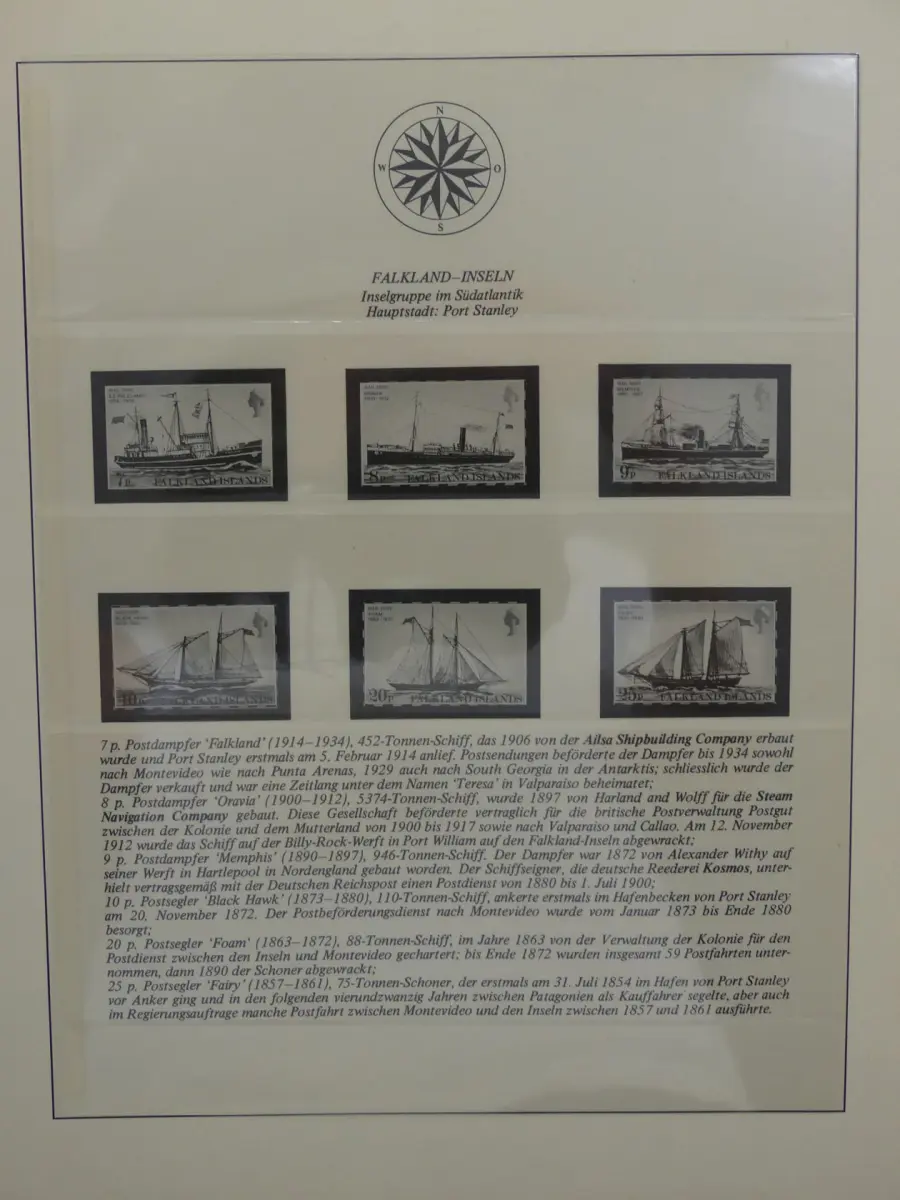 N
W O
S
FALKLAND–INSELN
Inselgruppe im Südatlantik
Hauptstadt: Port Stanley
7p. FALKLAND ISLANDS
8p FALKLAND ISLANDS
9p FALKLAND ISLANDS
10p FALKLAND ISLANDS
20p FALKLAND ISLANDS
25p FALKLAND ISLANDS
7 p. Postdampfer 'Falkland' (1914–1934), 452-Tonnen-Schiff, das 1906 von der Ailsa Shipbuilding Company erbaut
wurde und Port Stanley erstmals am 5. Februar 1914 anlief. Postsendungen beförderte der Dampfer bis 1934 sowohl
nach Montevideo wie nach Punta Arenas, 1929 auch nach South Georgia in der Antarktis; schliesslich wurde der
Dampfer verkauft und war eine Zeitlang unter dem Namen 'Teresa' in Valparaiso beheimatet;
8 p. Postdampfer 'Oravia' (1900–1912), 5374-Tonnen-Schiff, wurde 1897 von Harland and Wolff für die Steam
Navigation Company gebaut. Diese Gesellschaft beförderte vertraglich für die britische Postverwaltung Postgut
zwischen der Kolonie und dem Mutterland von 1900 bis 1917 sowie nach Valparaiso und Callao. Am 12. November
1912 wurde das Schiff auf der Billy-Rock-Werft in Port William auf den Falkland-Inseln abgewrackt;
9 p. Postdampfer 'Memphis' (1890–1897), 946-Tonnen-Schiff. Der Dampfer war 1872 von Alexander Withy auf
seiner Werft in Hartlepool in Nordengland gebaut worden. Der Schiffseigner, die deutsche Reederei Kosmos, unter-
hielt vertragsgemäß mit der Deutschen Reichspost einen Postdienst von 1880 bis 1. Juli 1900;
10 p. Postsegler 'Black Hawk' (1873–1880), 110-Tonnen-Schiff, ankerte erstmals im Hafenbecken von Port Stanley
am 20. November 1872. Der Postbeförderungsdienst nach Montevideo wurde vom Januar 1873 bis Ende 1880
besorgt;
20 p. Postsegler 'Foam' (1863–1872), 88-Tonnen-Schiff, im Jahre 1863 von der Verwaltung der Kolonie für den
Postdienst zwischen den Inseln und Montevideo gechartert; bis Ende 1872 wurden insgesamt 59 Postfahrten unter-
nommen, dann 1890 der Schoner abgewrackt;
25 p. Postsegler 'Fairy' (1857–1861), 75-Tonnen-Schoner, der erstmals am 31. Juli 1854 im Hafen von Port Stanley
vor Anker ging und in den folgenden vierundzwanzig Jahren zwischen Patagonien als Kauffahrer segelte, aber auch
im Regierungsauftrage manche Postfahrt zwischen Montevideo und den Inseln zwischen 1857 und 1861 ausführte.